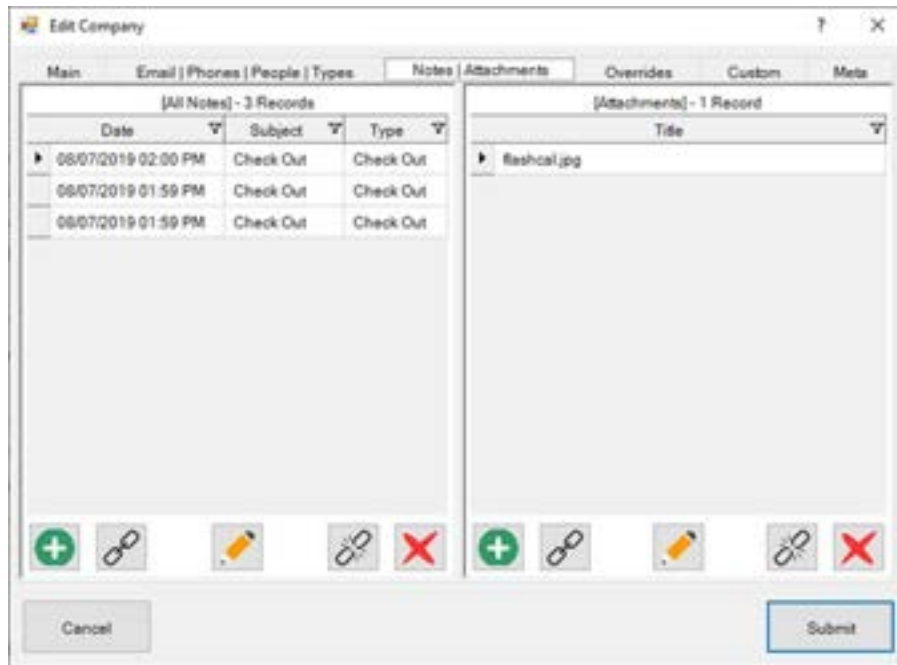 Edit Company ?
Main Email | Phones | People | Types Notes | Attachments Overrides Custom Meta
[All Notes] - 3 Records
Date Subject Type
08/07/2019 02:00 PM Check Out Check Out
08/07/2019 01:59 PM Check Out Check Out
08/07/2019 01:59 PM Check Out Check Out
[Attachments] - 1 Record
Title
flashcal.jpg
Cancel Submit